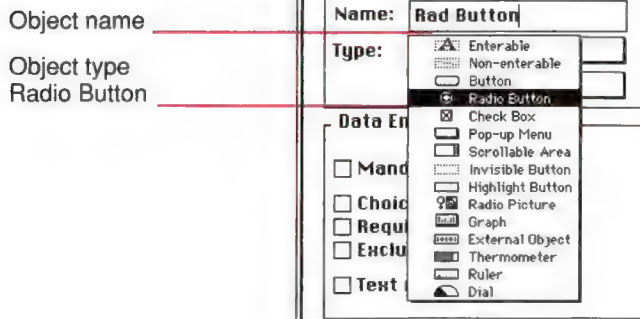 Object name
Object type
Radio Button
Name: Rad Button
Type:
Enterable
Non-enterable
Button
Radio Button
Check Box
Pop-up Menu
Scrollable Area
Invisible Button
Highlight Button
Radio Picture
Graph
External Object
Thermometer
Ruler
Dial
Data En
Mand
Choic
Requi
Exclu
Text